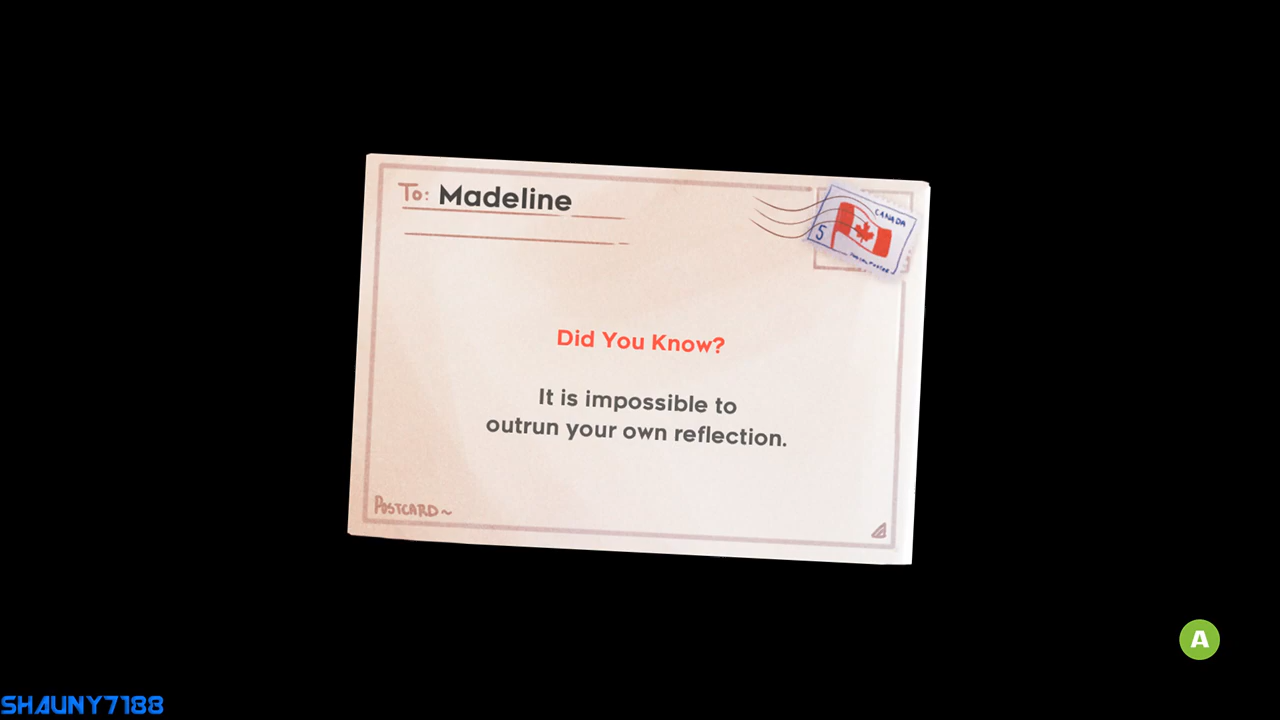 To: Madeline
CANADA
5
Did You Know?
It is impossible to
outrun your own reflection.
POSTCARD~
A
SHAUNY7188